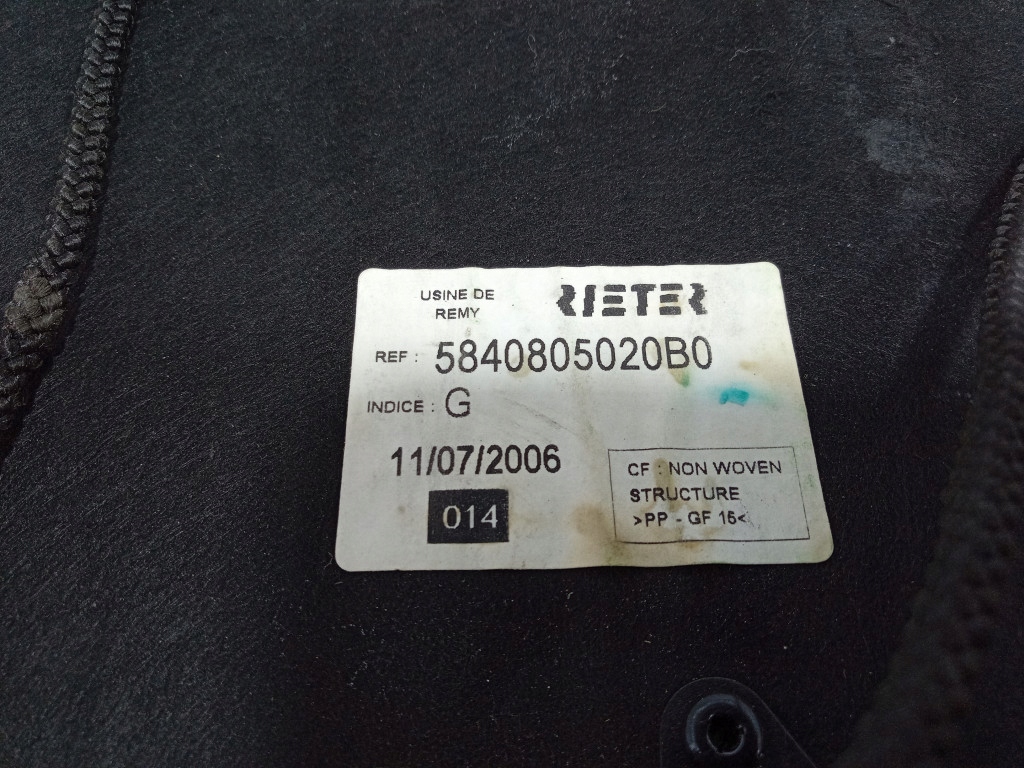 USINE DE
REMY
RIETER
REF : 5840805020B0
INDICE : G
11/07/2006
014
CF : NON WOVEN
STRUCTURE
>PP - GF 15<